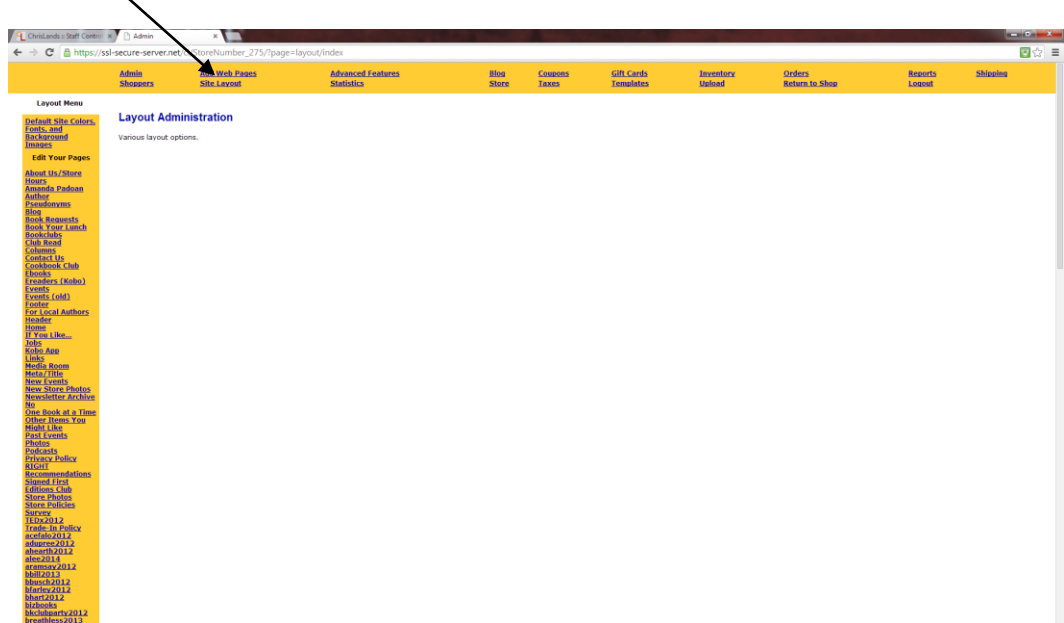 ChrisLands :: Staff Control
Admin
https://ssl-secure-server.net/ StoreNumber_275/?page=layout/index
Admin Web Pages Advanced Features Blog Coupons Gift Cards Inventory Orders Reports Shipping
Shoppers Site Layout Statistics Store Taxes Templates Upload Return to Shop Logout
Layout Menu
Default Site Colors,
Fonts, and
Background
Images
Edit Your Pages
About Us/Store
Hours
Amanda Padoan
Author
Pseudonyms
Blog
Book Requests
Book Your Lunch
Bookclubs
Club Read
Columns
Contact Us
Cookbook Club
Ebooks
Ereaders (Kobo)
Events
Events (old)
Footer
For Local Authors
Header
Home
If You Like...
Jobs
Kobo App
Links
Media Room
Meta/Title
New Events
New Store Photos
Newsletter Archive
No
One Book at a Time
Other Items You
Might Like
Past Events
Photos
Podcasts
Privacy Policy
RIGHT
Recommendations
Signed First
Editions Club
Store Photos
Store Policies
Survey
TEDx2012
Trade-In Policy
acefalo2012
adupree2012
ahearth2012
alee2014
aramsay2012
bbill2013
bbusch2012
bfarley2012
bhart2012
bizbooks
bkclubparty2012
breathless2013
Layout Administration
Various layout options.